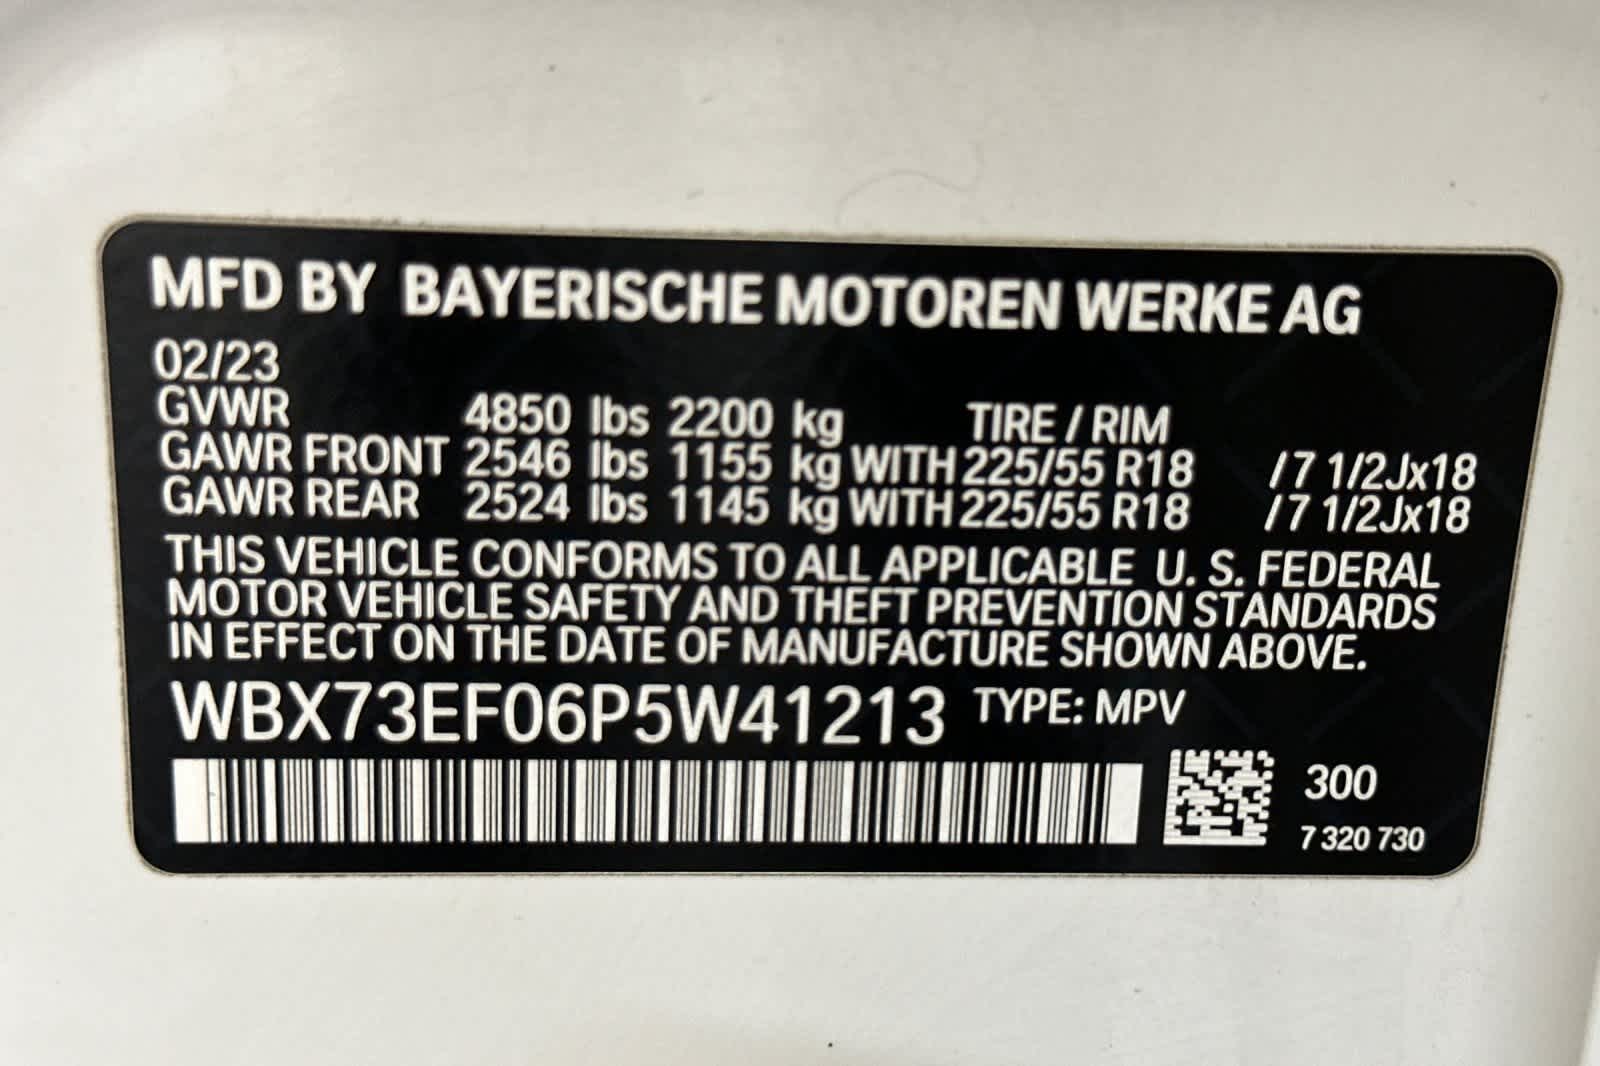 MFD BY BAYERISCHE MOTOREN WERKE AG
02/23
GVWR 4850 lbs 2200 kg TIRE / RIM
GAWR FRONT 2546 lbs 1155 kg WITH 225/55 R18 /7 1/2Jx18
GAWR REAR 2524 lbs 1145 kg WITH 225/55 R18 /7 1/2Jx18
THIS VEHICLE CONFORMS TO ALL APPLICABLE U. S. FEDERAL
MOTOR VEHICLE SAFETY AND THEFT PREVENTION STANDARDS
IN EFFECT ON THE DATE OF MANUFACTURE SHOWN ABOVE.
WBX73EF06P5W41213 TYPE: MPV
300
7 320 730